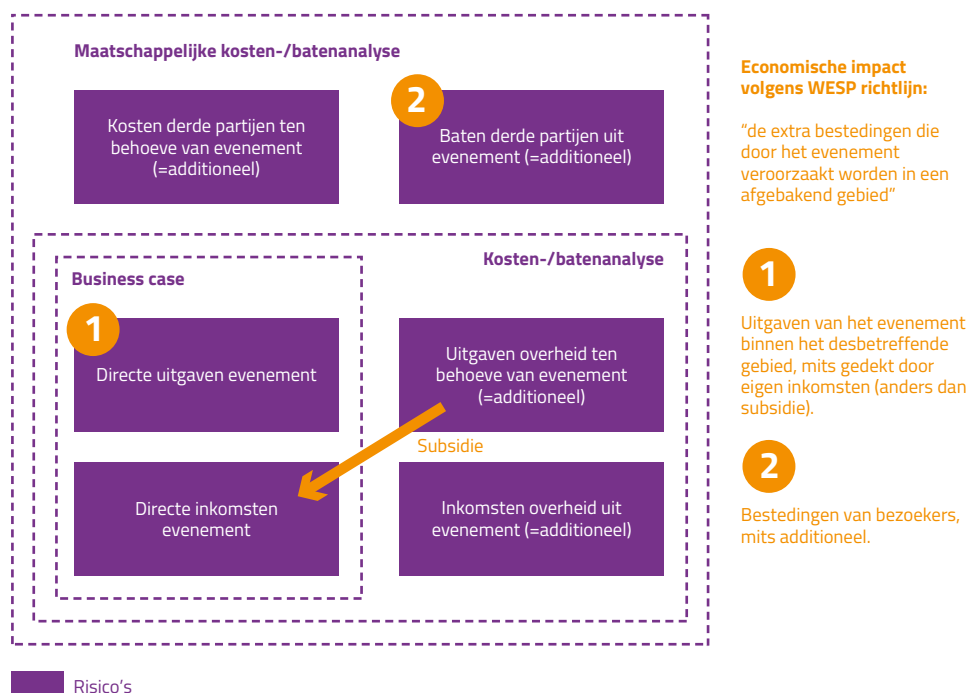 Maatschappelijke kosten-/batenanalyse
Kosten derde partijen ten
behoeve van evenement
(=additioneel)
2
Baten derde partijen uit
evenement (=additioneel)
Kosten-/batenanalyse
Business case
1
Directe uitgaven evenement
Uitgaven overheid ten
behoeve van evenement
(=additioneel)
Subsidie
Directe inkomsten
evenement
Inkomsten overheid uit
evenement (=additioneel)
Risico's
Economische impact
volgens WESP richtlijn:
“de extra bestedingen die
door het evenement
veroorzaakt worden in een
afgebakend gebied”
1
Uitgaven van het evenement
binnen het desbetreffende
gebied, mits gedekt door
eigen inkomsten (anders dan
subsidie).
2
Bestedingen van bezoekers,
mits additioneel.